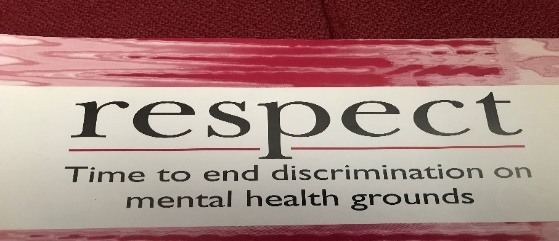 respect
Time to end discrimination on
mental health grounds